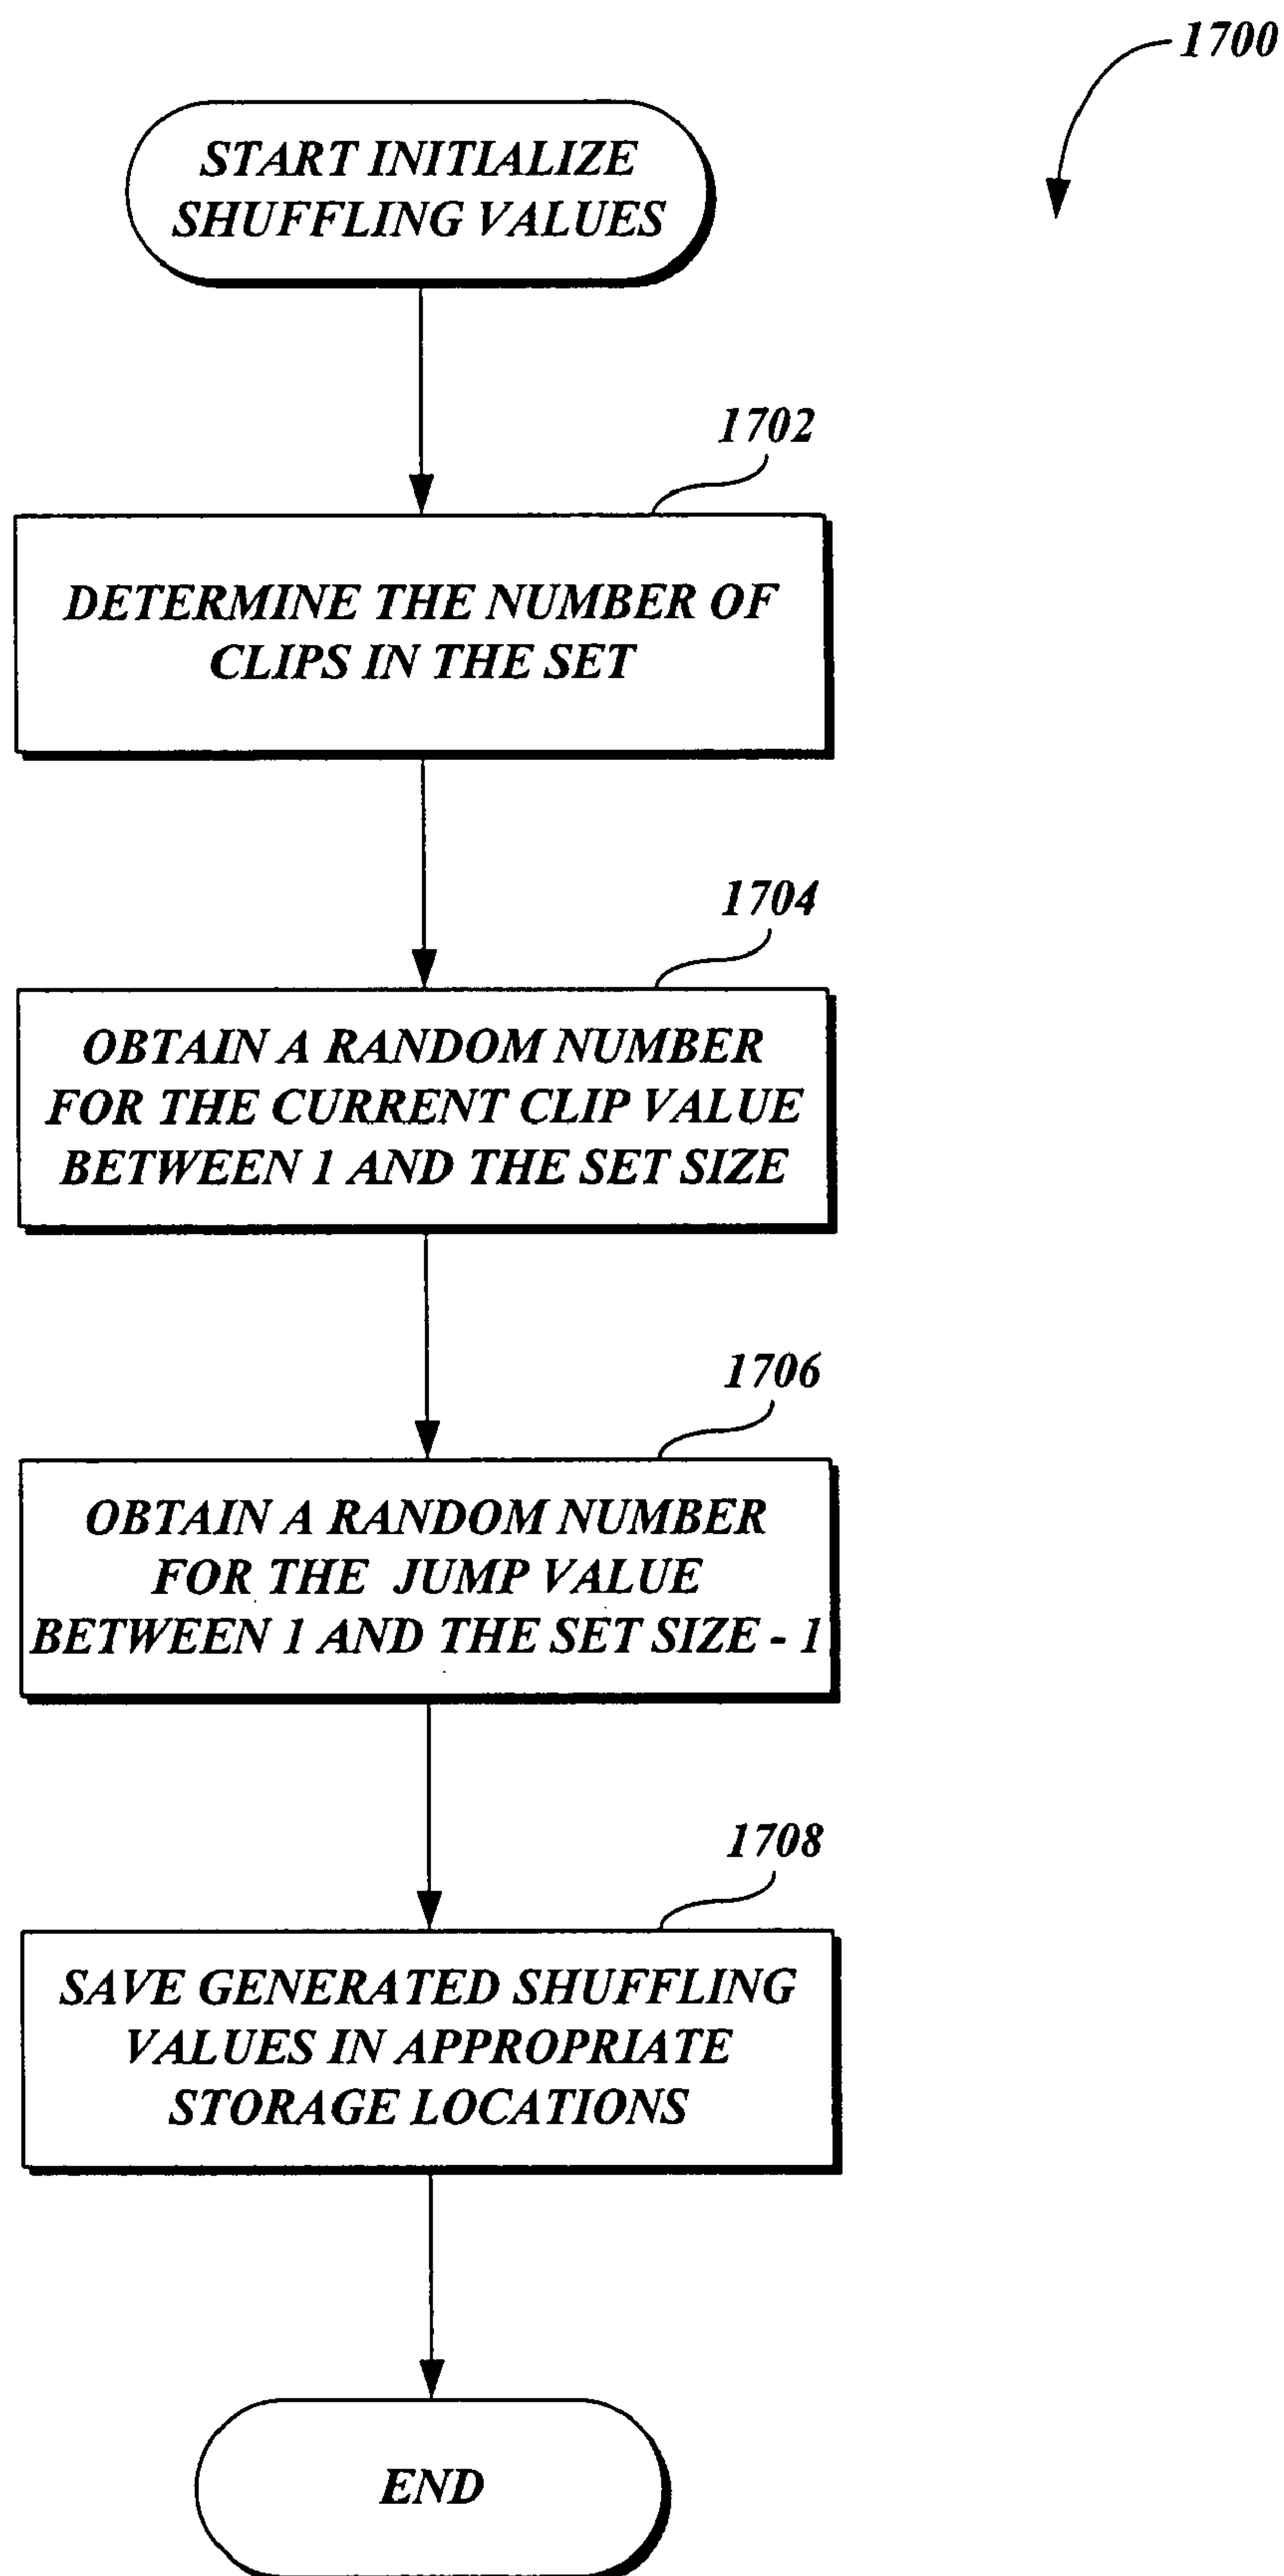 1700
START INITIALIZE
SHUFFLING VALUES
1702
DETERMINE THE NUMBER OF
CLIPS IN THE SET
1704
OBTAIN A RANDOM NUMBER
FOR THE CURRENT CLIP VALUE
BETWEEN 1 AND THE SET SIZE
1706
OBTAIN A RANDOM NUMBER
FOR THE JUMP VALUE
BETWEEN 1 AND THE SET SIZE - 1
1708
SAVE GENERATED SHUFFLING
VALUES IN APPROPRIATE
STORAGE LOCATIONS
END